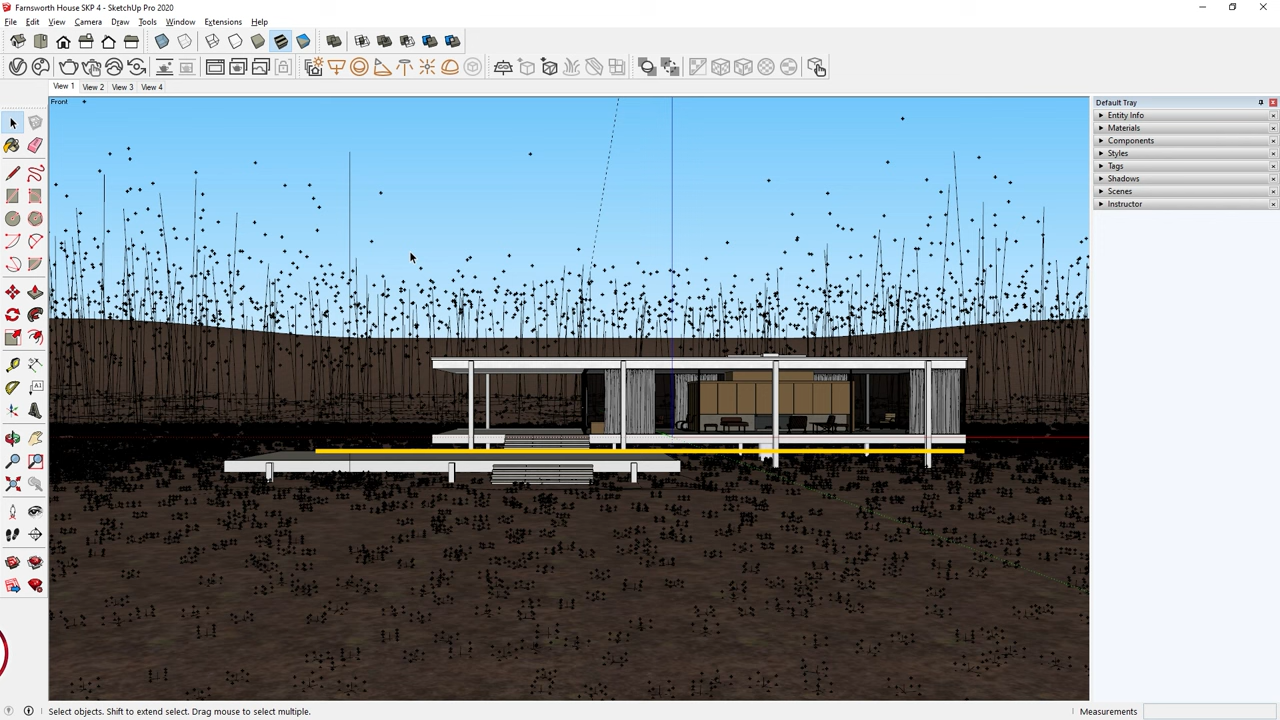 Farnsworth House SKP 4 - SketchUp Pro 2020
File Edit View Camera Draw Tools Window Extensions Help
View 1 View 2 View 3 View 4
Front
Default Tray
Entity Info
Materials
Components
Styles
Tags
Shadows
Scenes
Instructor
Select objects. Shift to extend select. Drag mouse to select multiple.
Measurements